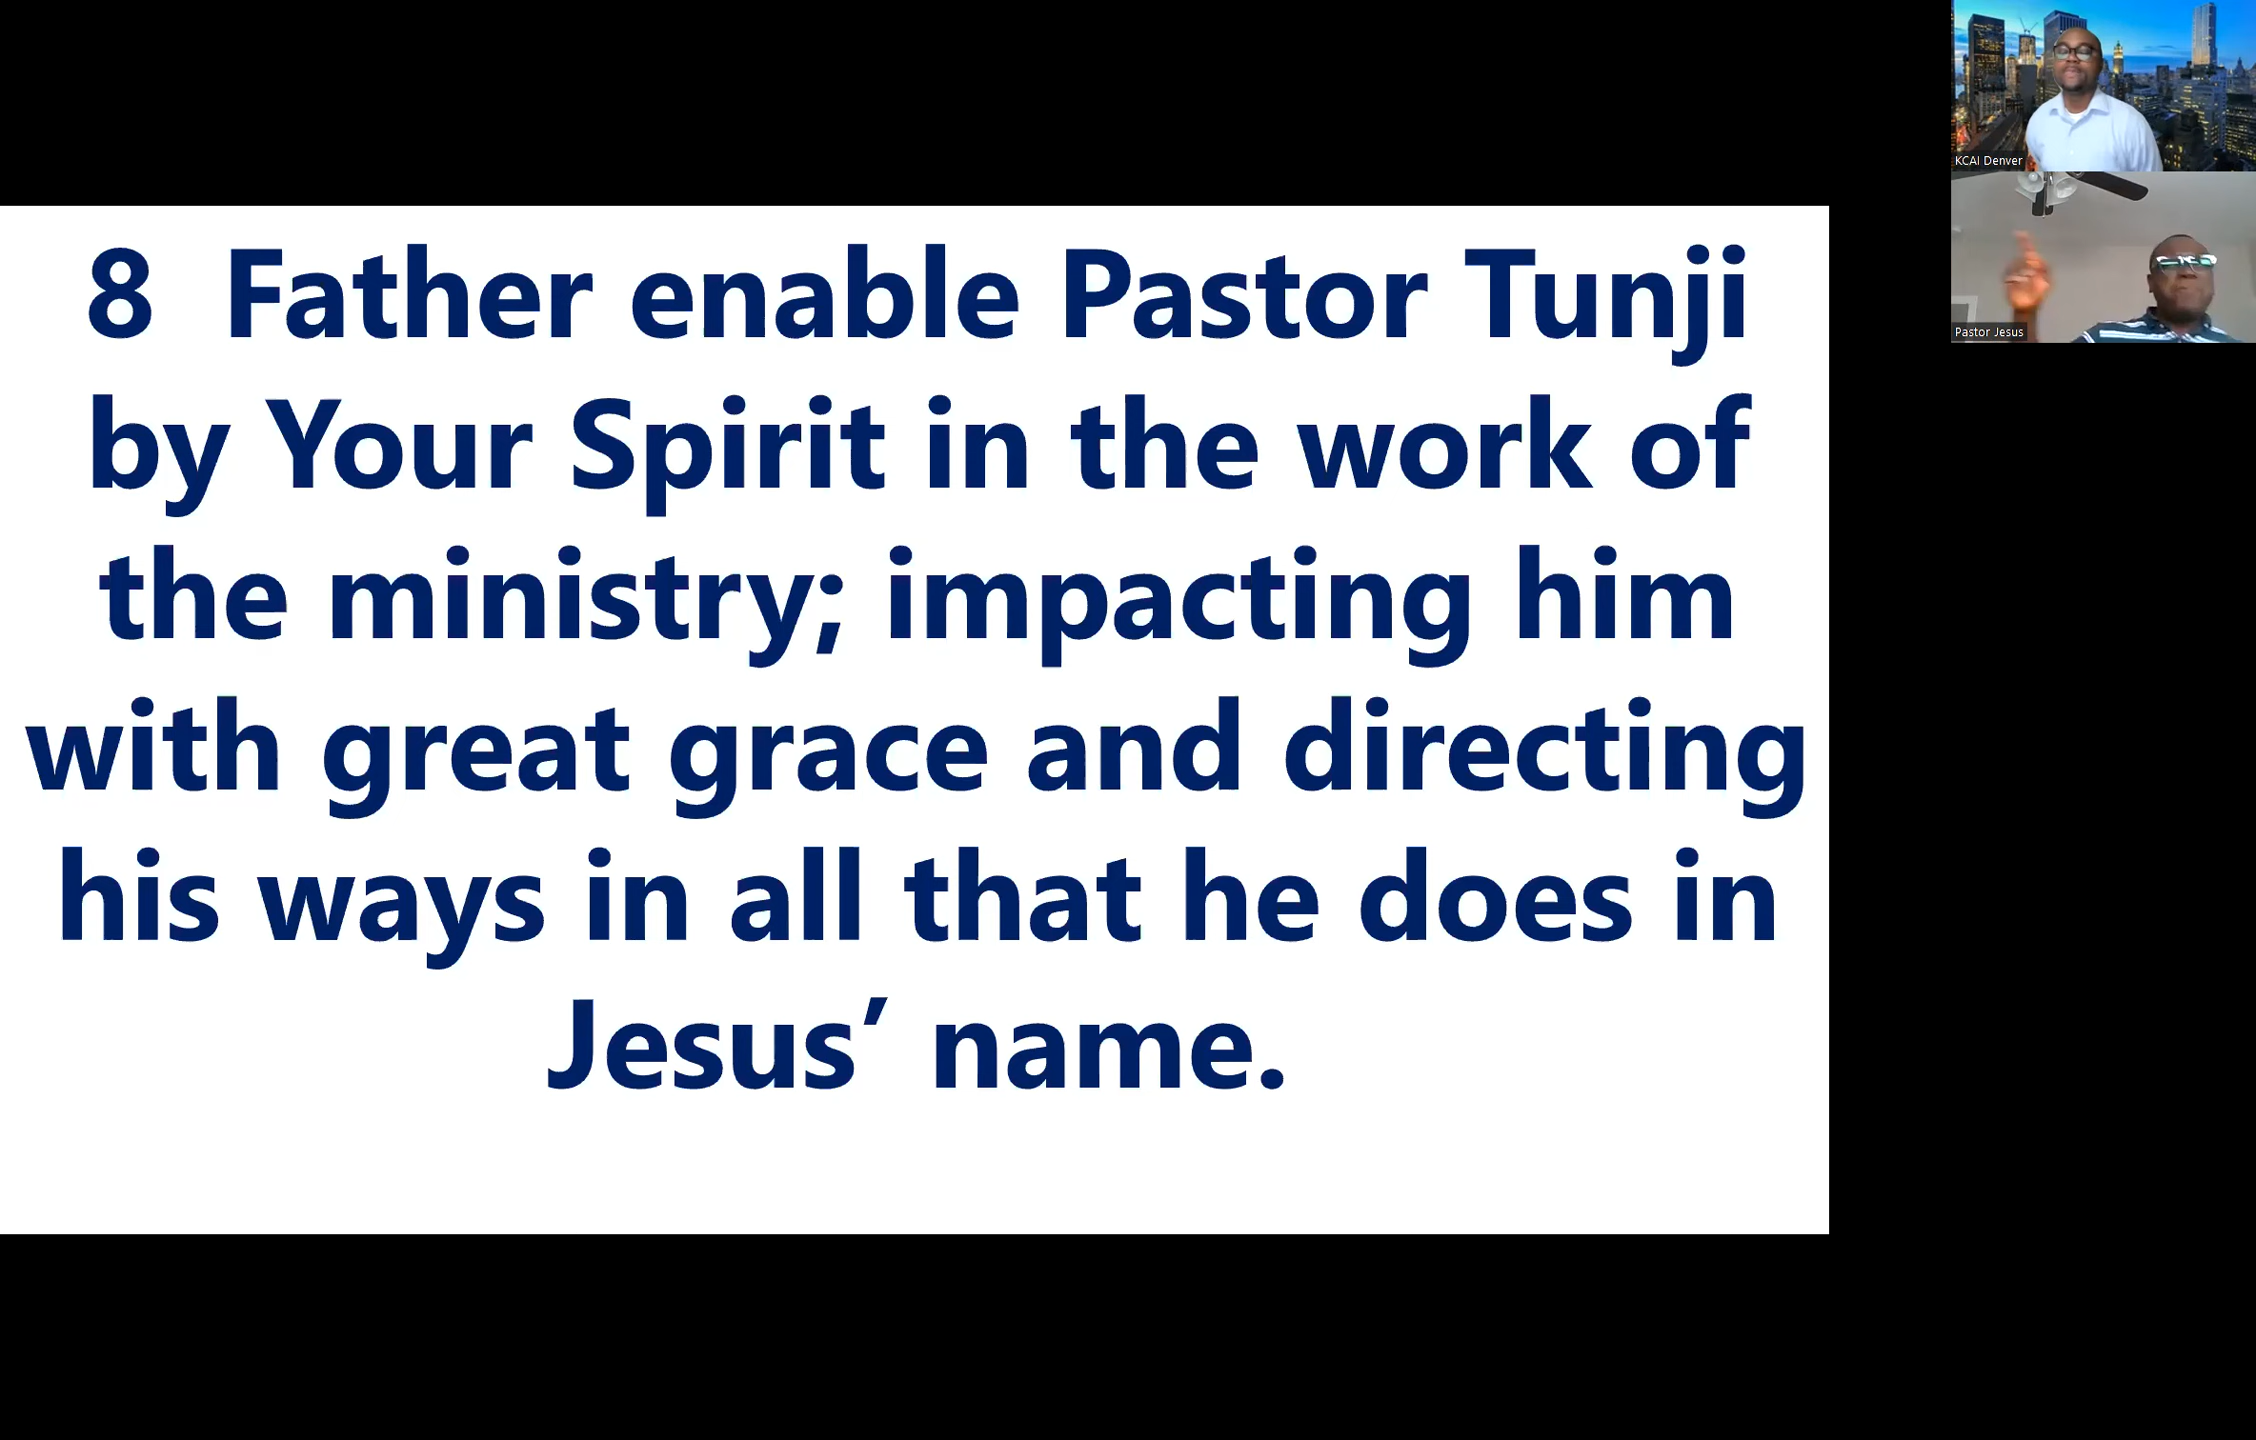 8  Father enable Pastor Tunji
by Your Spirit in the work of
the ministry; impacting him
with great grace and directing
his ways in all that he does in
Jesus’ name.
KCAI Denver
Pastor Jesus